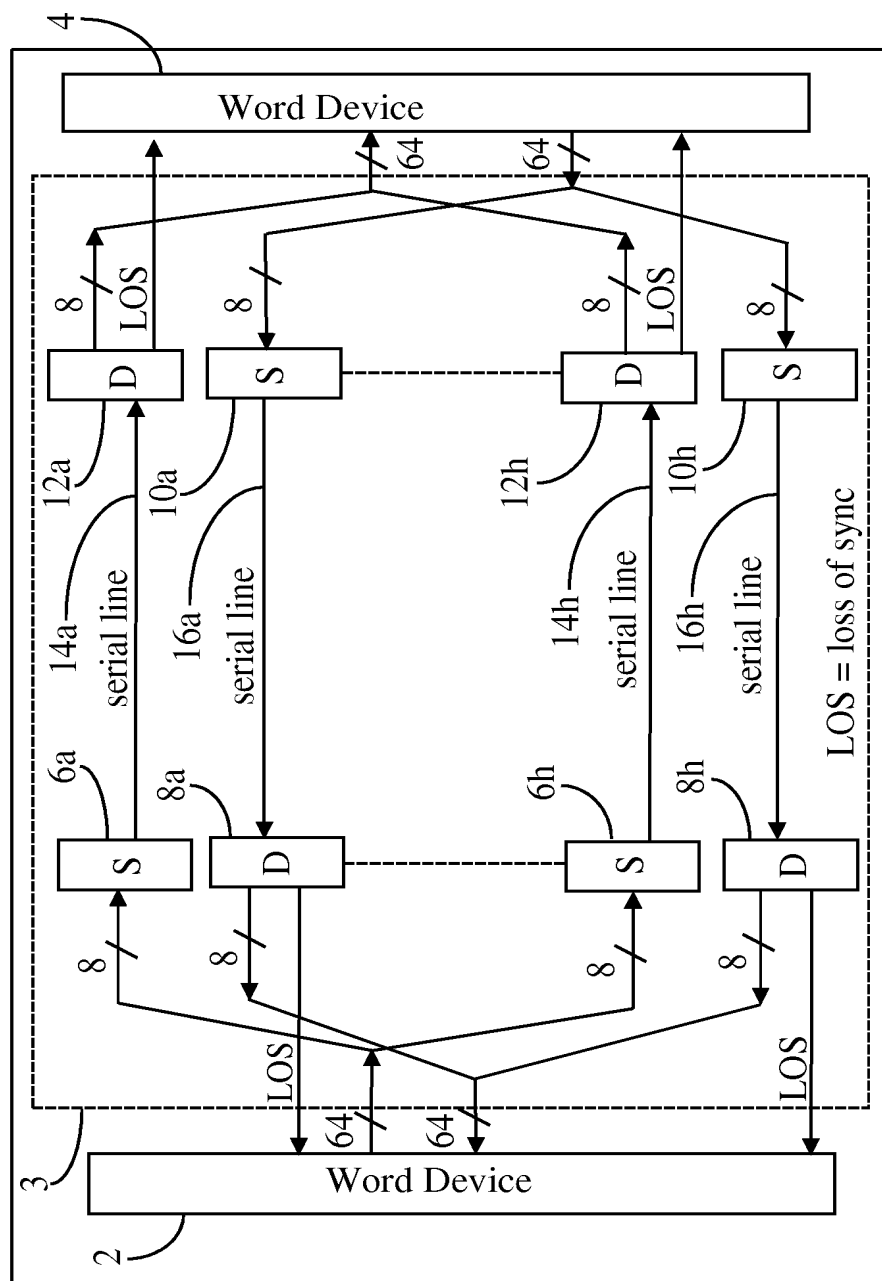 3
6a
14a
12a
4
2
8
serial line
8
S
D
LOS
8a
16a
10a
8
serial line
8
D
S
LOS
64
64
Word Device
Word Device
64
64
6h
14h
12h
8
serial line
8
S
D
LOS
8h
16h
10h
8
serial line
8
D
S
LOS
LOS = loss of sync